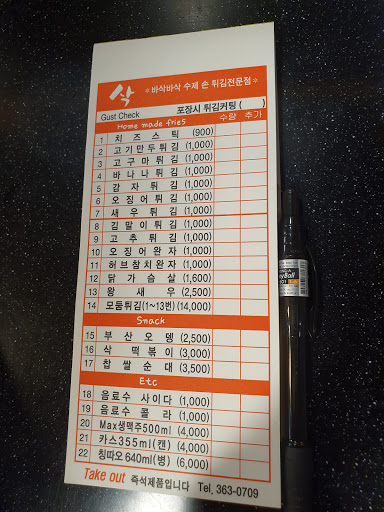 삭
*바삭바삭 수제 손 튀김전문점*
Gust Check 포장시 튀김커팅 ( )
Home made fries 수량 추가
1 치즈스틱 (900)
2 고기만두튀김 (1,000)
3 고구마튀김 (1,000)
4 바나나튀김 (1,000)
5 감자튀김 (1,000)
6 오징어튀김 (1,000)
7 새우튀김 (1,000)
8 김말이튀김 (1,000)
9 고추튀김 (1,000)
10 오징어완자 (1,000)
11 허브참치완자 (1,000)
12 닭가슴살 (1,600)
13 왕새우 (2,500)
14 모둠튀김(1~13번) (14,000)
Snack
15 부산오뎅 (2,500)
16 삭떡볶이 (3,000)
17 찹쌀순대 (3,500)
Etc
18 음료수 사이다 (1,000)
19 음료수 콜라 (1,000)
20 Max생맥주500ml (4,000)
21 카스355ml(캔) (4,000)
22 칭따오640ml(병) (6,000)
Take out 즉석제품입니다 Tel. 363-0709